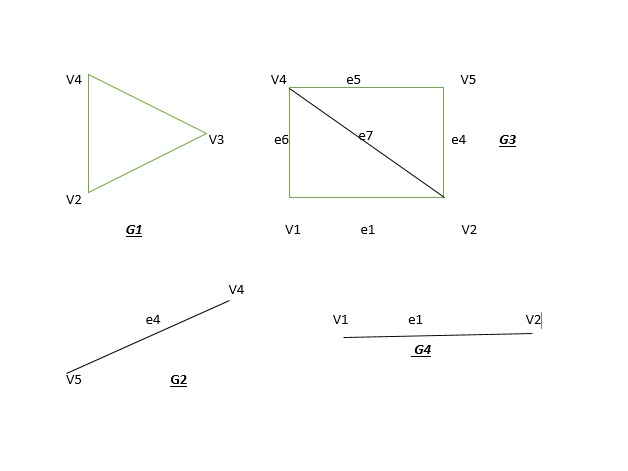 V4 V4 e5 V5
V3 e6 e7 e4 G3
V2
G1 V1 e1 V2
V4
e4 V1 e1 V2
G4
V5 G2